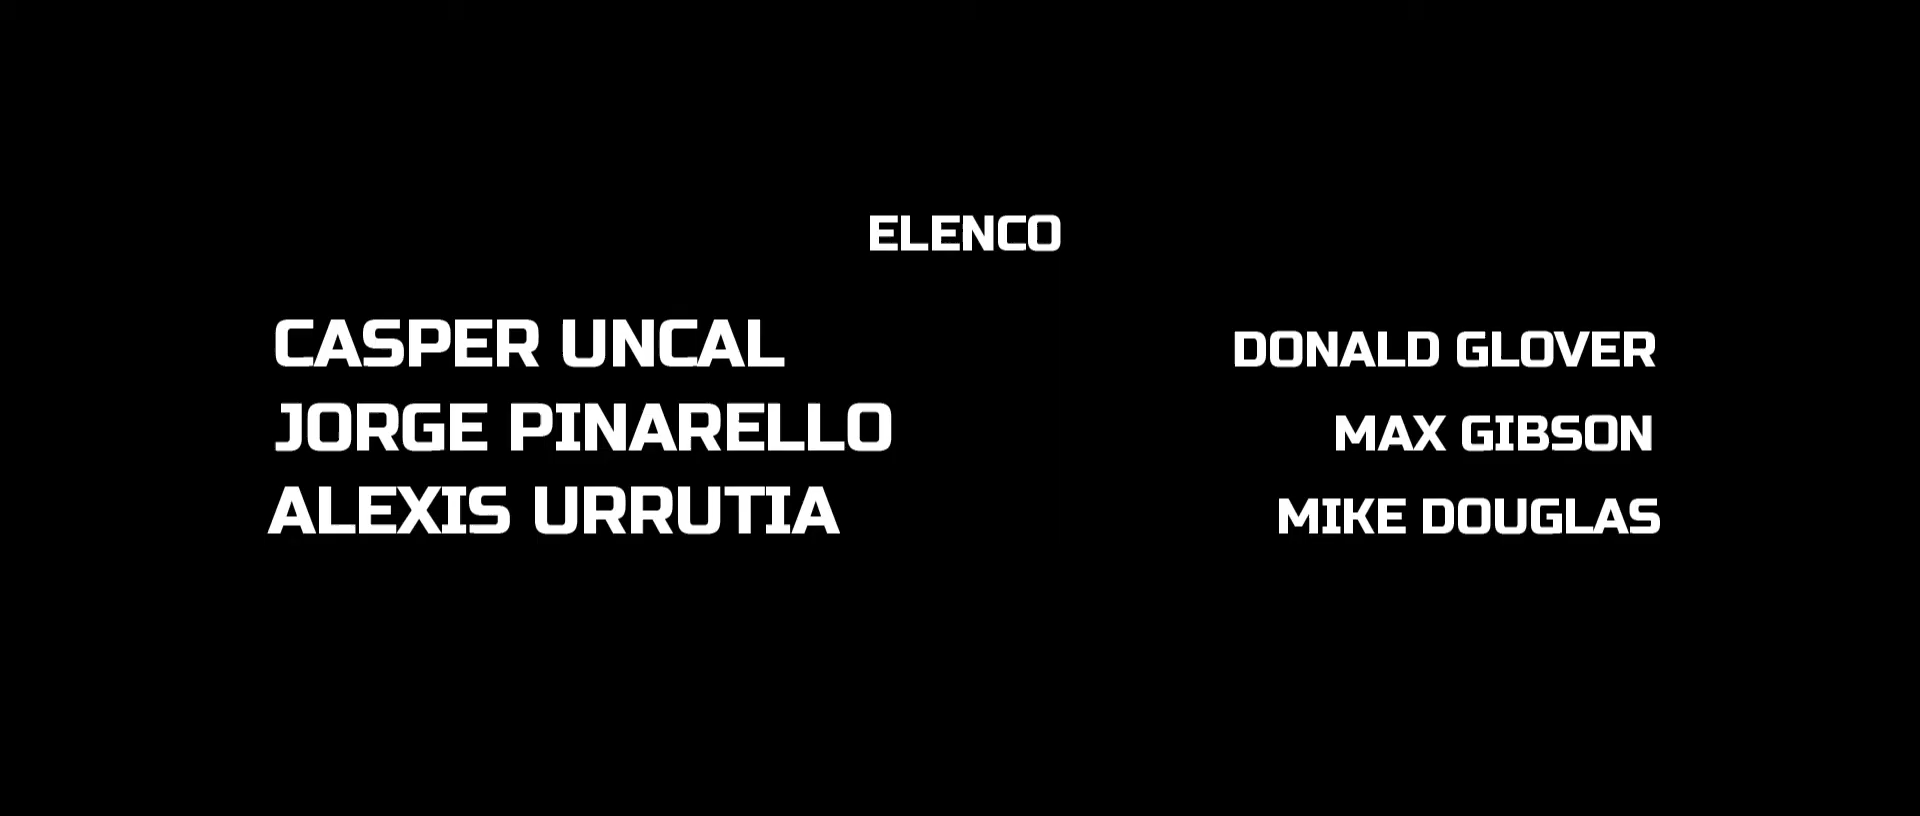 ELENCO
CASPER UNCAL DONALD GLOVER
JORGE PINARELLO MAX GIBSON
ALEXIS URRUTIA MIKE DOUGLAS